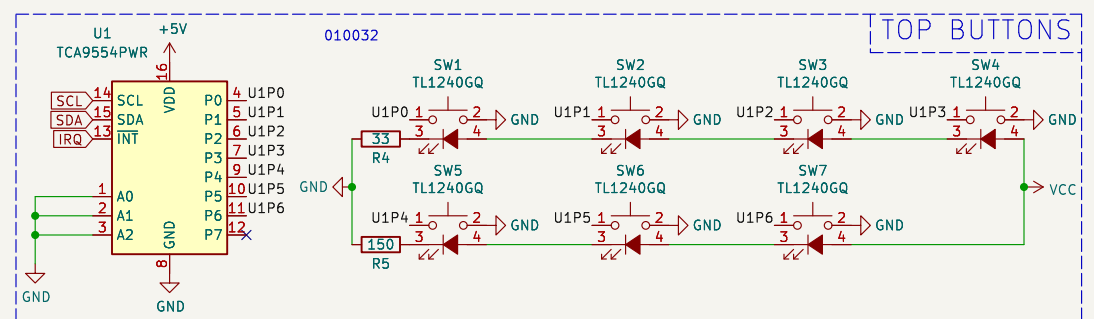 TOP BUTTONS
U1
TCA9554PWR
+5V
010032
16
VDD
SCL 14 SCL
SDA 15 SDA
IRQ 13 INT
P0 4 U1P0
P1 5 U1P1
P2 6 U1P2
P3 7 U1P3
P4 9 U1P4
P5 10 U1P5
P6 11 U1P6
P7 12
1 A0
2 A1
3 A2
GND
8
GND
GND
SW1
TL1240GQ
U1P0 1 2 GND
3 4
SW2
TL1240GQ
U1P1 1 2 GND
3 4
SW3
TL1240GQ
U1P2 1 2 GND
3 4
SW4
TL1240GQ
U1P3 1 2 GND
3 4
33
R4
GND
VCC
SW5
TL1240GQ
U1P4 1 2 GND
3 4
SW6
TL1240GQ
U1P5 1 2 GND
3 4
SW7
TL1240GQ
U1P6 1 2 GND
3 4
150
R5